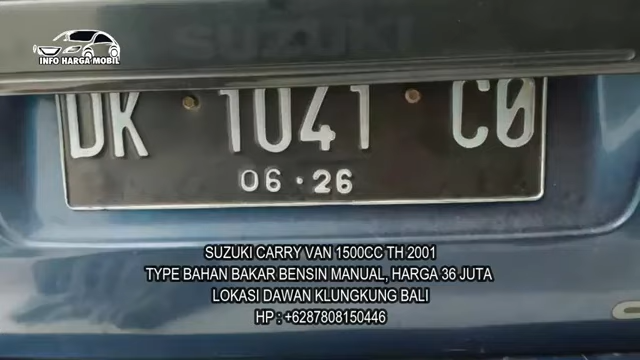 SUZUKI
INFO HARGA MOBIL
DK 1041 CO
06 · 26
SUZUKI CARRY VAN 1500CC TH 2001
TYPE BAHAN BAKAR BENSIN MANUAL, HARGA 36 JUTA
LOKASI DAWAN KLUNGKUNG BALI
HP : +6287808150446